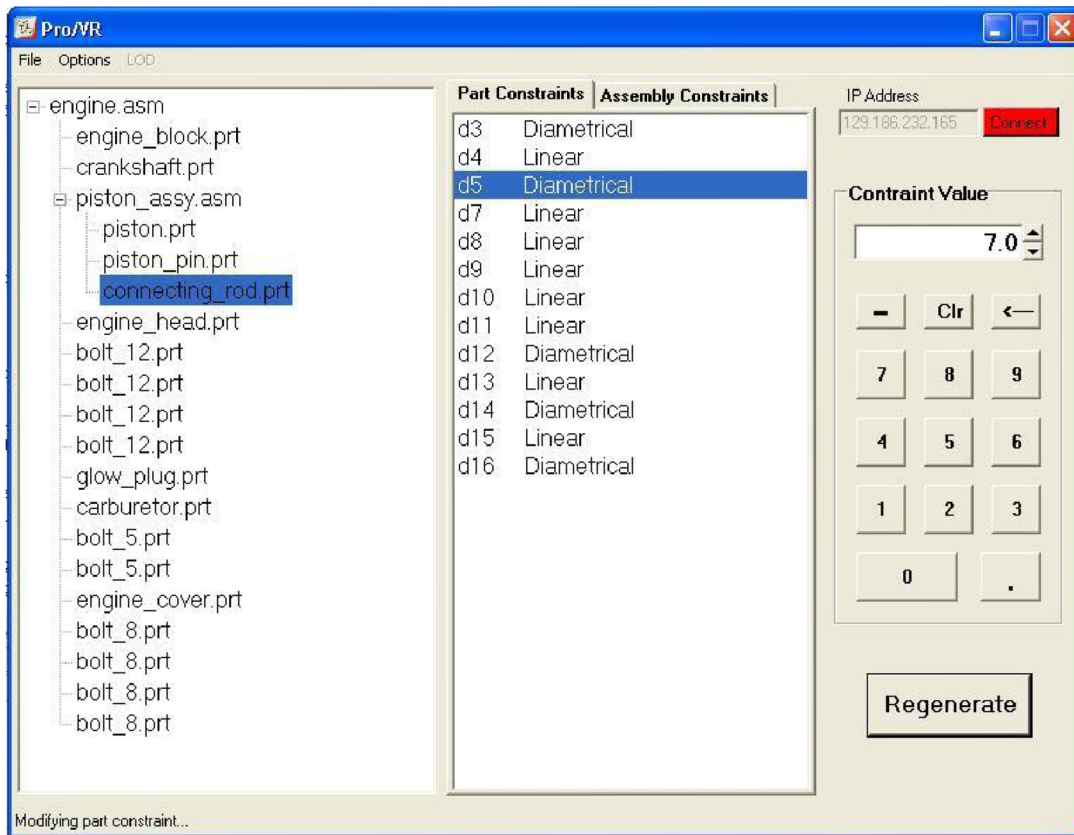 Pro/VR
File Options LOD
engine.asm
engine_block.prt
crankshaft.prt
piston_assy.asm
piston.prt
piston_pin.prt
connecting_rod.prt
engine_head.prt
bolt_12.prt
bolt_12.prt
bolt_12.prt
bolt_12.prt
glow_plug.prt
carburetor.prt
bolt_5.prt
bolt_5.prt
engine_cover.prt
bolt_8.prt
bolt_8.prt
bolt_8.prt
bolt_8.prt
Part Constraints Assembly Constraints
d3 Diametrical
d4 Linear
d5 Diametrical
d7 Linear
d8 Linear
d9 Linear
d10 Linear
d11 Linear
d12 Diametrical
d13 Linear
d14 Diametrical
d15 Linear
d16 Diametrical
IP Address
129.186.232.165 Connect
Contraint Value
7.0
- Clr <—
7 8 9
4 5 6
1 2 3
0 .
Regenerate
Modifying part constraint...